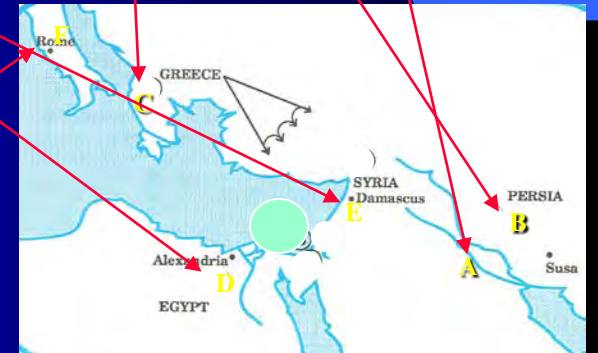 F
Rome
GREECE
C
SYRIA
Damascus
E
PERSIA
B
Alexandria
A
Susa
D
EGYPT